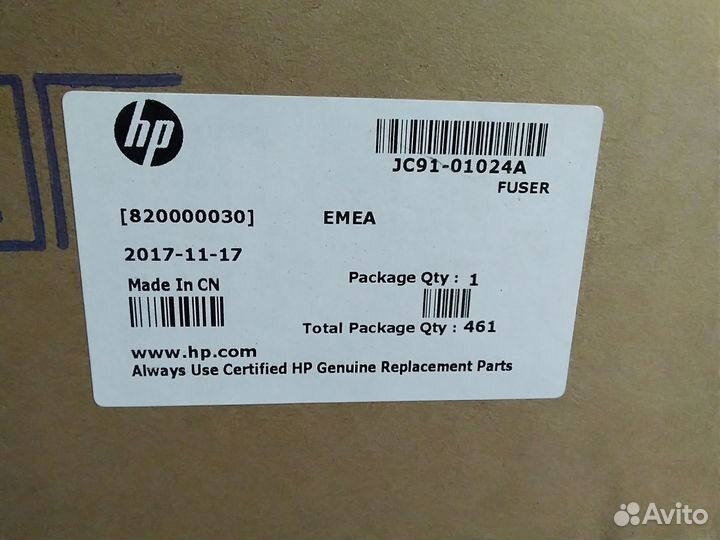 hp
JC91-01024A
FUSER
[820000030] EMEA
2017-11-17
Made In CN
Package Qty : 1
Total Package Qty : 461
www.hp.com
Always Use Certified HP Genuine Replacement Parts
Avito